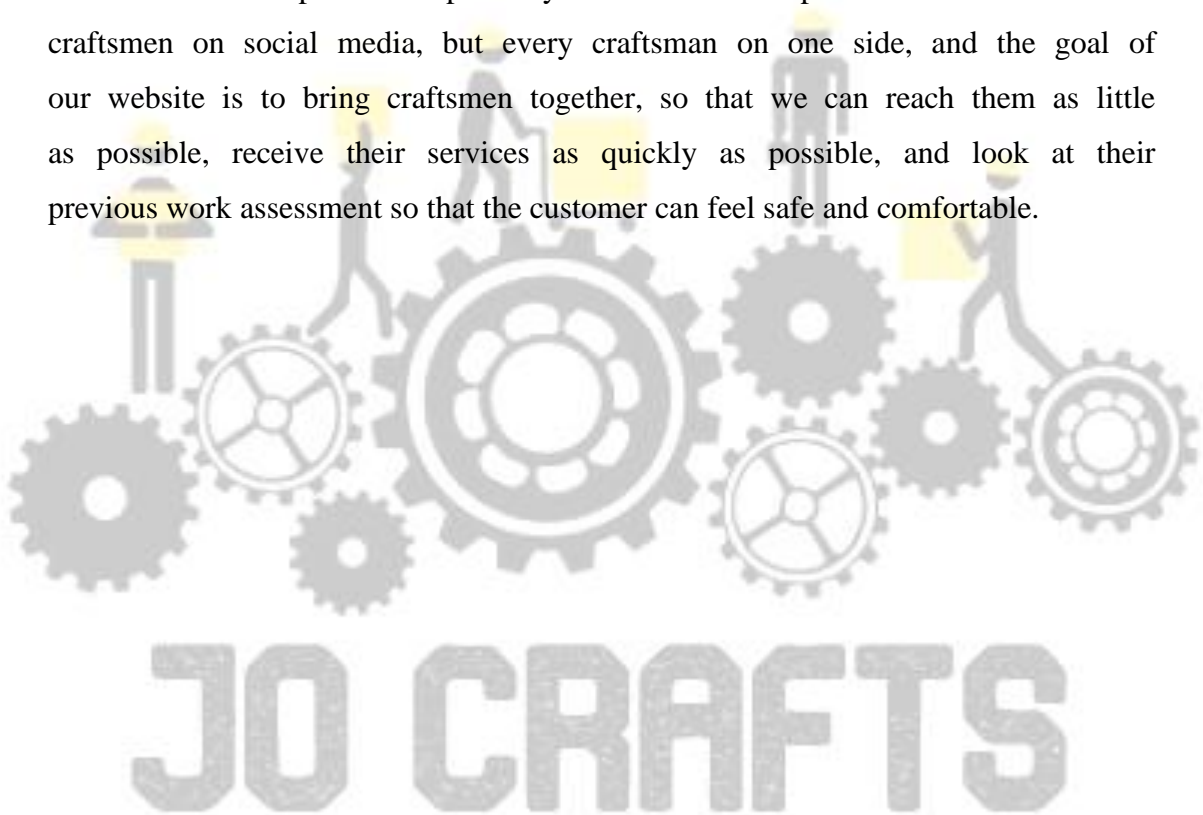 craftsmen on social media, but every craftsman on one side, and the goal of
our website is to bring craftsmen together, so that we can reach them as little
as possible, receive their services as quickly as possible, and look at their
previous work assessment so that the customer can feel safe and comfortable.
JO CRAFTS